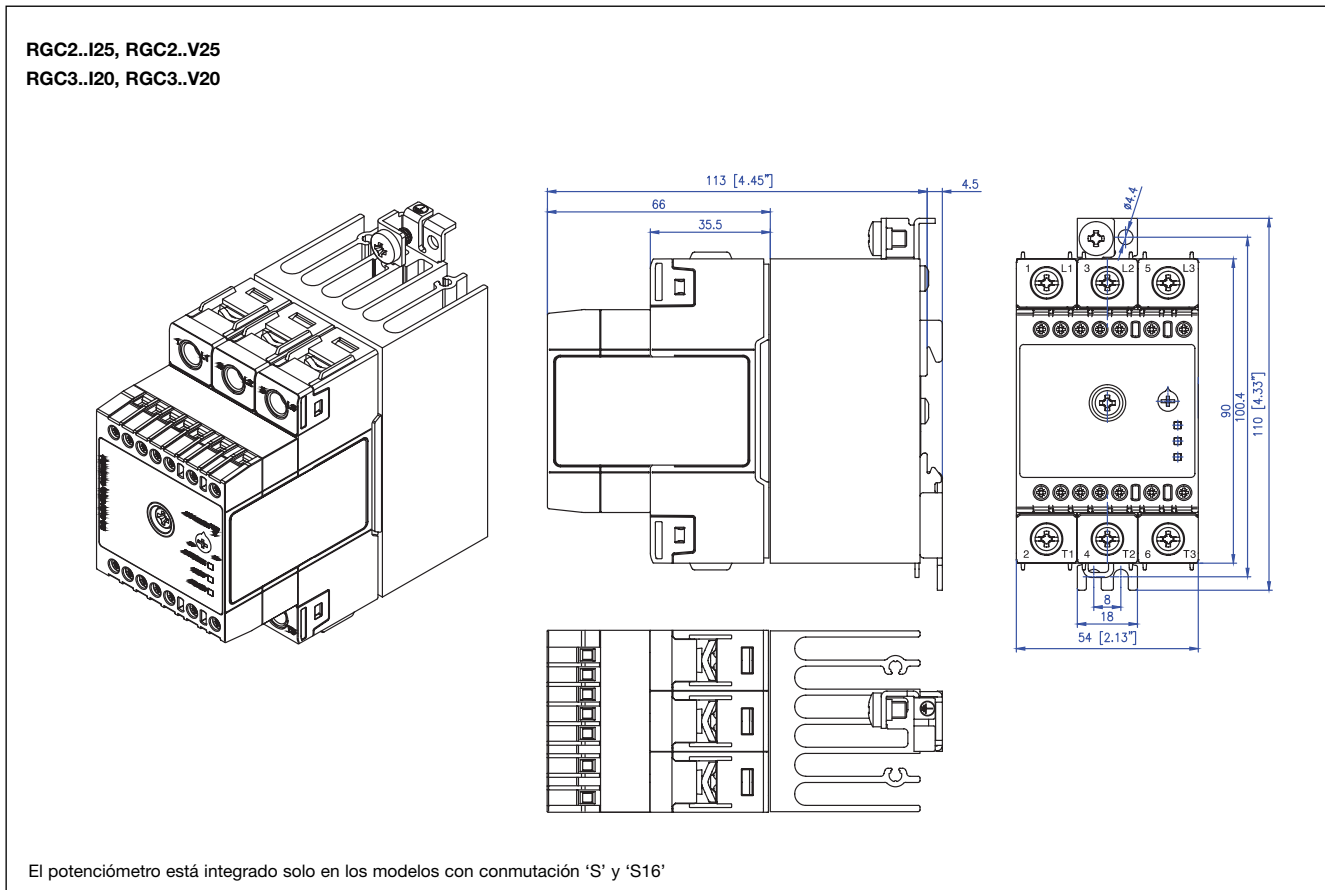 RGC2..I25, RGC2..V25
RGC3..I20, RGC3..V20
113 [4.45"]
4.5
66
35.5
ø4.4
1 L1 3 L2 5 L3
90
100.4
110 [4.33"]
2 T1 4 T2 6 T3
8
18
54 [2.13"]
El potenciómetro está integrado solo en los modelos con conmutación ‘S’ y ‘S16’